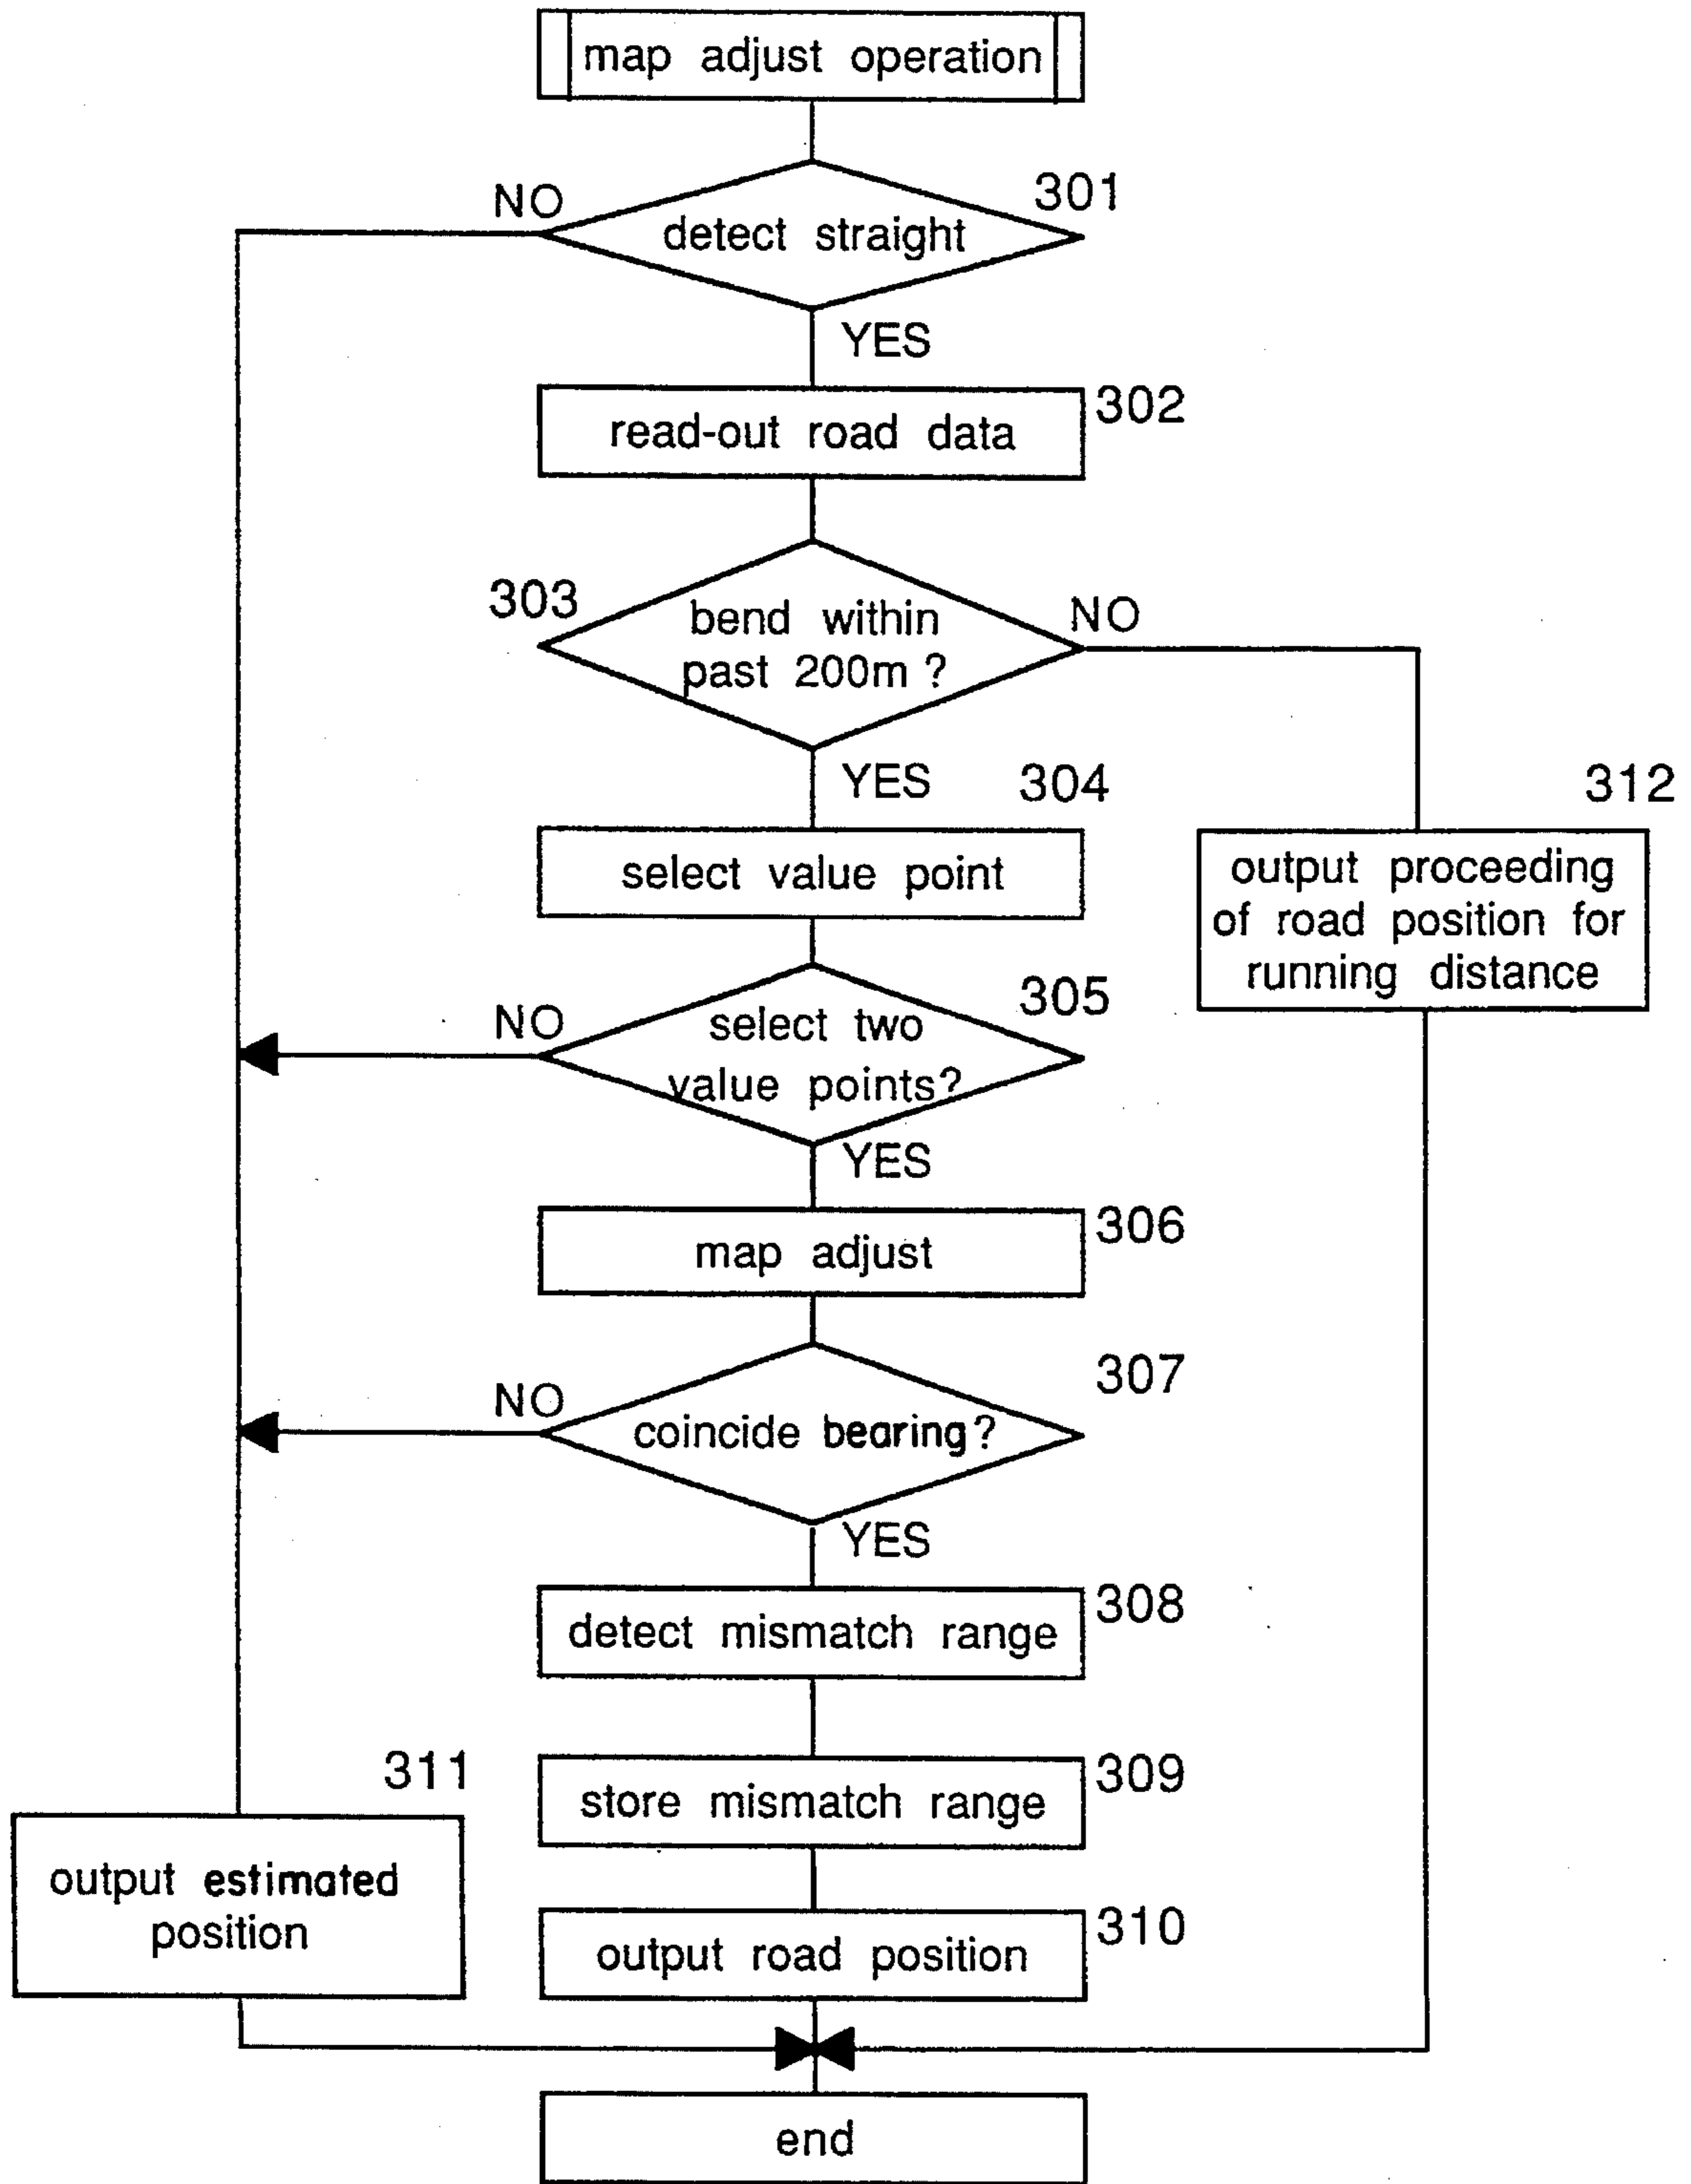 map adjust operation
NO
301
detect straight
YES
302
read-out road data
303
bend within
past 200m ?
NO
YES
304
312
select value point
output proceeding
of road position for
running distance
NO
305
select two
value points?
YES
306
map adjust
307
NO
coincide bearing?
YES
308
detect mismatch range
311
309
store mismatch range
output estimated
position
310
output road position
end